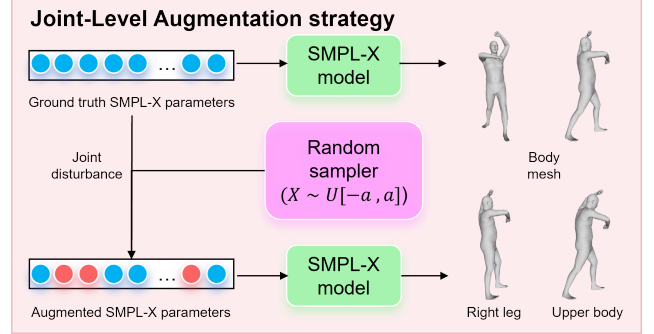 Joint-Level Augmentation strategy
SMPL-X
model
...
Ground truth SMPL-X parameters
Body
mesh
Joint
disturbance
Random
sampler
(X ~ U[−a ,a])
...
SMPL-X
model
Augmented SMPL-X parameters
Right leg
Upper body